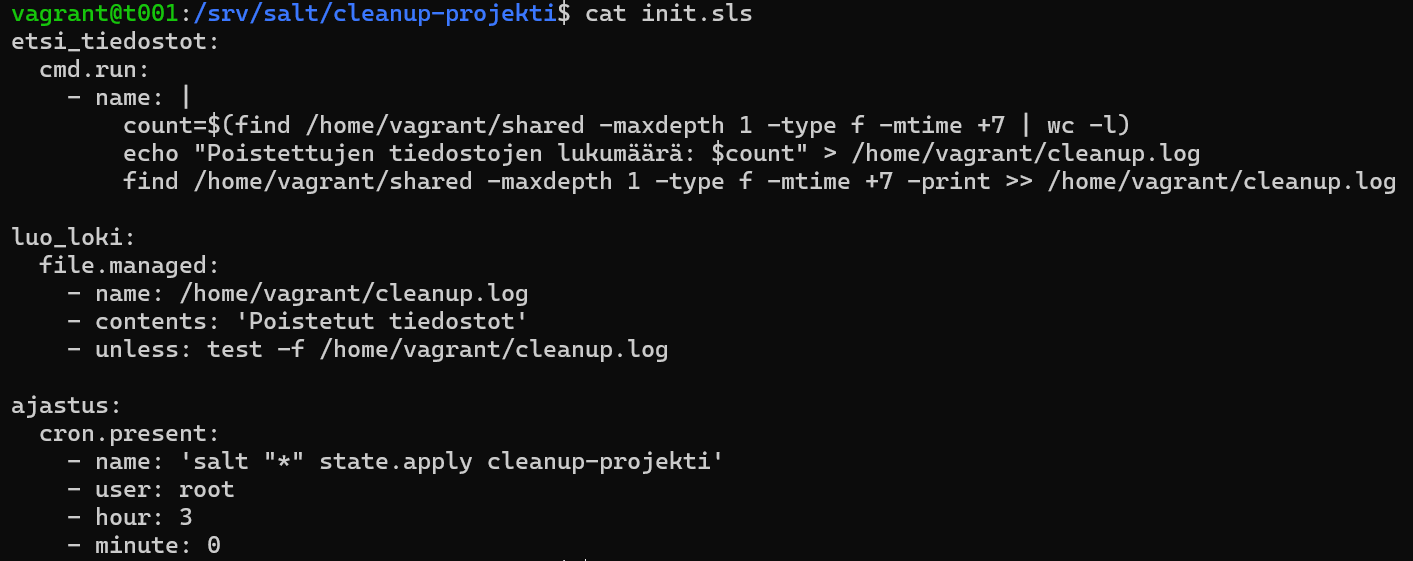 vagrant@t001:/srv/salt/cleanup-projekti$ cat init.sls
etsi_tiedostot:
  cmd.run:
    - name: |
        count=$(find /home/vagrant/shared -maxdepth 1 -type f -mtime +7 | wc -l)
        echo "Poistettujen tiedostojen lukumäärä: $count" > /home/vagrant/cleanup.log
        find /home/vagrant/shared -maxdepth 1 -type f -mtime +7 -print >> /home/vagrant/cleanup.log

luo_loki:
  file.managed:
    - name: /home/vagrant/cleanup.log
    - contents: 'Poistetut tiedostot'
    - unless: test -f /home/vagrant/cleanup.log

ajastus:
  cron.present:
    - name: 'salt "*" state.apply cleanup-projekti'
    - user: root
    - hour: 3
    - minute: 0